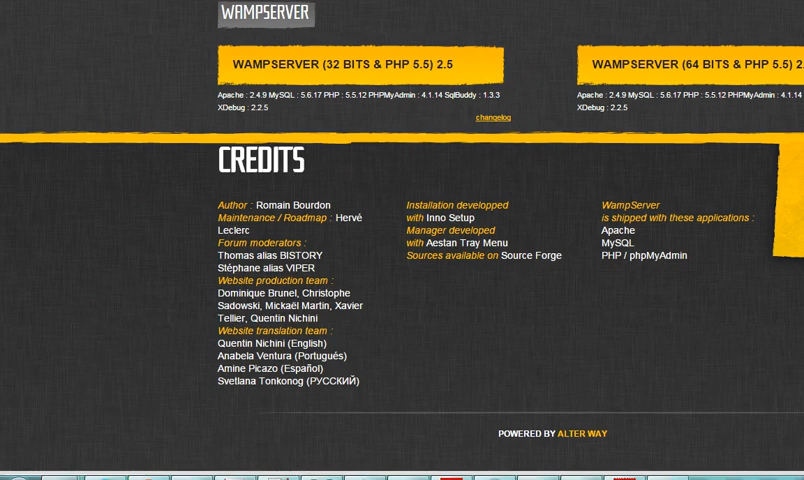 WAMPSERVER
WAMPSERVER (32 BITS & PHP 5.5) 2.5
WAMPSERVER (64 BITS & PHP 5.5) 2.
Apache : 2.4.9 MySQL : 5.6.17 PHP : 5.5.12 PHPMyAdmin : 4.1.14 SqlBuddy : 1.3.3
XDebug : 2.2.5
changelog
Apache : 2.4.9 MySQL : 5.6.17 PHP : 5.5.12 PHPMyAdmin : 4.1.14
XDebug : 2.2.5
CREDITS
Author : Romain Bourdon
Maintenance / Roadmap : Hervé
Leclerc
Forum moderators :
Thomas alias BISTORY
Stéphane alias VIPER
Website production team :
Dominique Brunel, Christophe
Sadowski, Mickaël Martin, Xavier
Tellier, Quentin Nichini
Website translation team :
Quentin Nichini (English)
Anabela Ventura (Portugués)
Amine Picazo (Español)
Svetlana Tonkonog (РУССКИЙ)
Installation developped
with Inno Setup
Manager developed
with Aestan Tray Menu
Sources available on Source Forge
WampServer
is shipped with these applications :
Apache
MySQL
PHP / phpMyAdmin
POWERED BY ALTER WAY